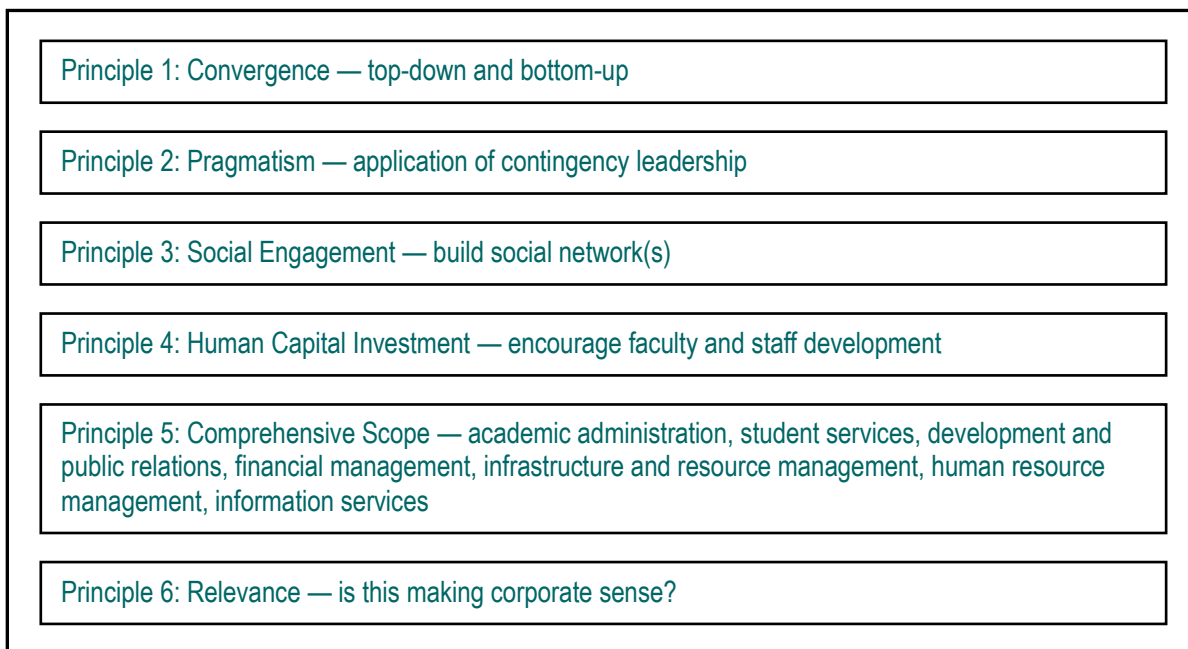 Principle 1: Convergence — top-down and bottom-up
Principle 2: Pragmatism — application of contingency leadership
Principle 3: Social Engagement — build social network(s)
Principle 4: Human Capital Investment — encourage faculty and staff development
Principle 5: Comprehensive Scope — academic administration, student services, development and
public relations, financial management, infrastructure and resource management, human resource
management, information services
Principle 6: Relevance — is this making corporate sense?